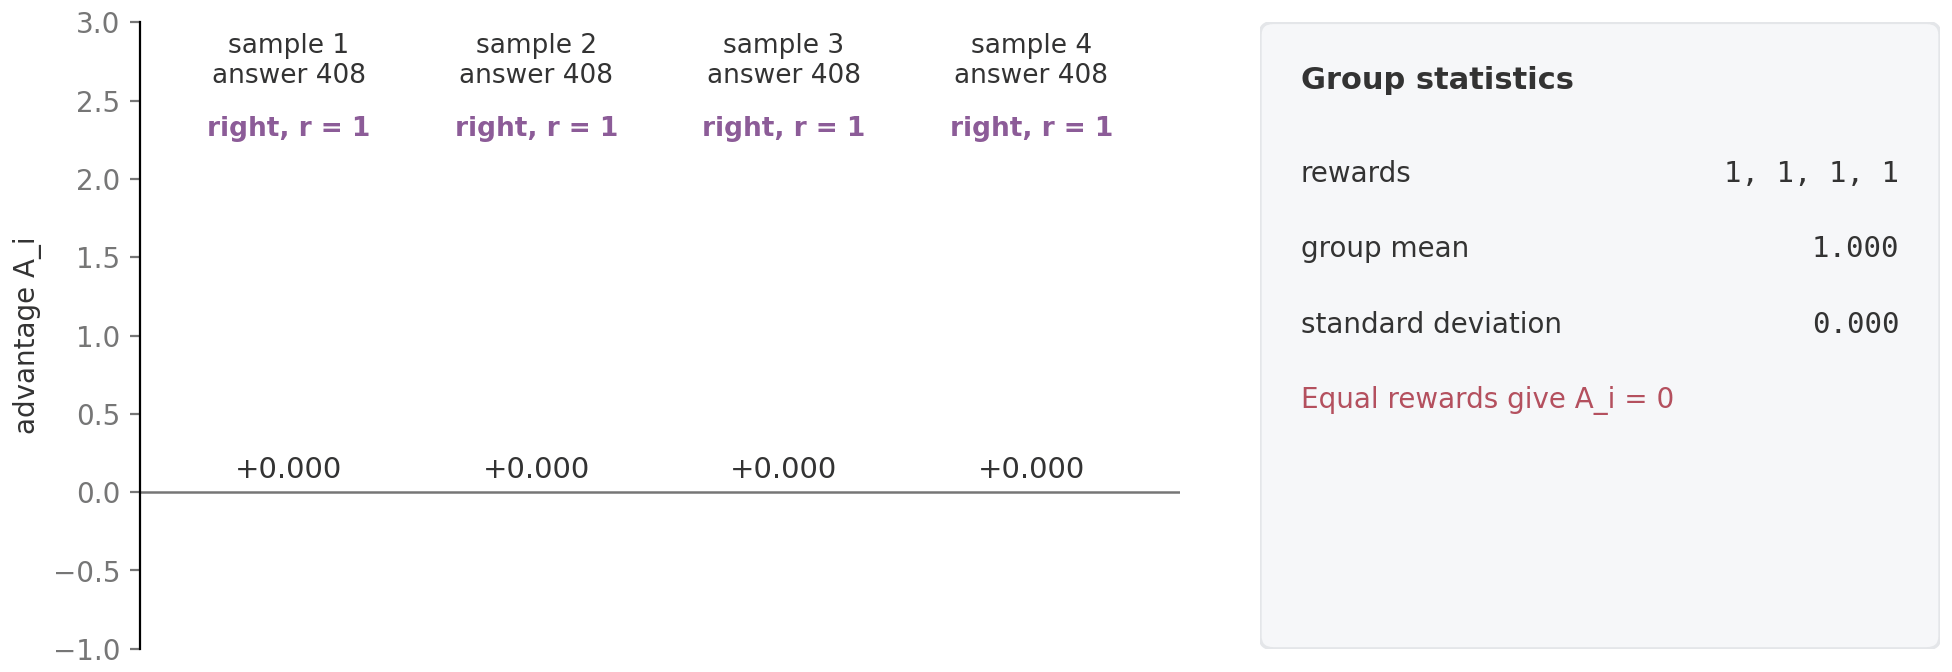 3.0
2.5
2.0
1.5
1.0
0.5
0.0
−0.5
−1.0
advantage A_i
sample 1
answer 408
right, r = 1
+0.000
sample 2
answer 408
right, r = 1
+0.000
sample 3
answer 408
right, r = 1
+0.000
sample 4
answer 408
right, r = 1
+0.000
Group statistics
rewards 1, 1, 1, 1
group mean 1.000
standard deviation 0.000
Equal rewards give A_i = 0